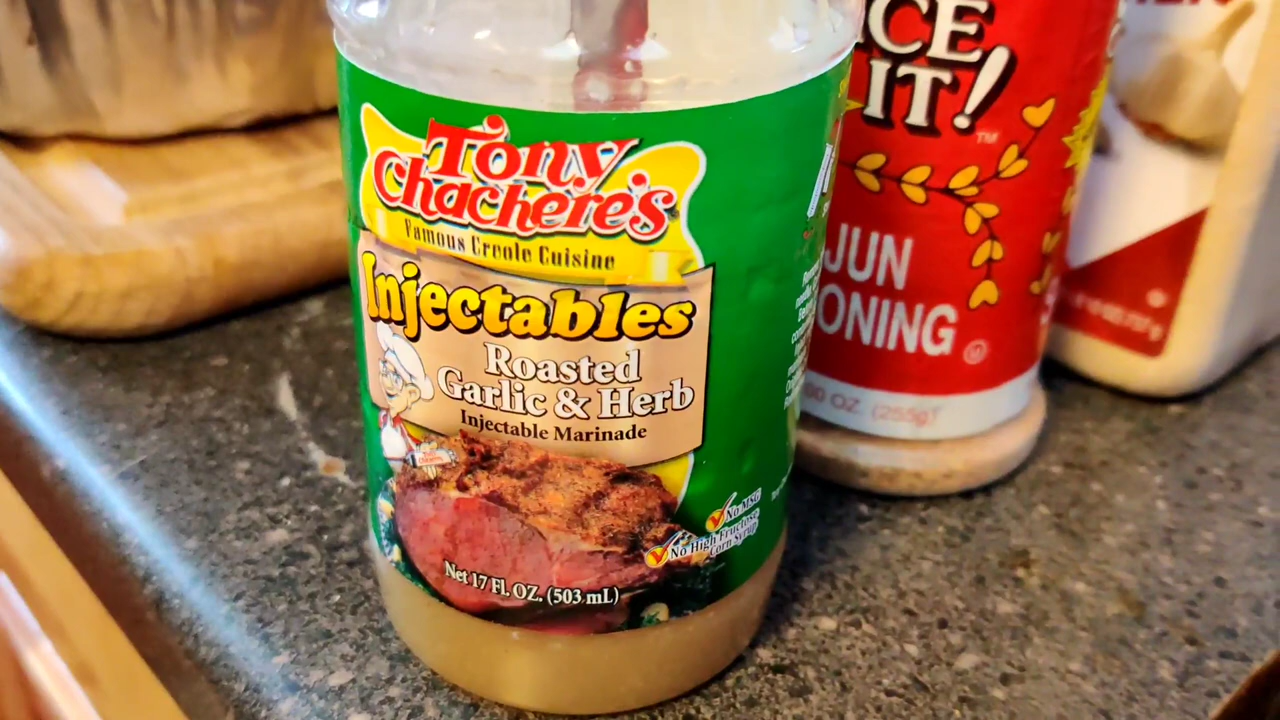 Tony
Chachere's
Famous Creole Cuisine
Injectables
Roasted
Garlic & Herb
Injectable Marinade
No MSG
No High Fructose
Corn Syrup
Net 17 Fl. OZ. (503 mL)
ICE
IT!
TM
JUN
ONING
OZ (255g)